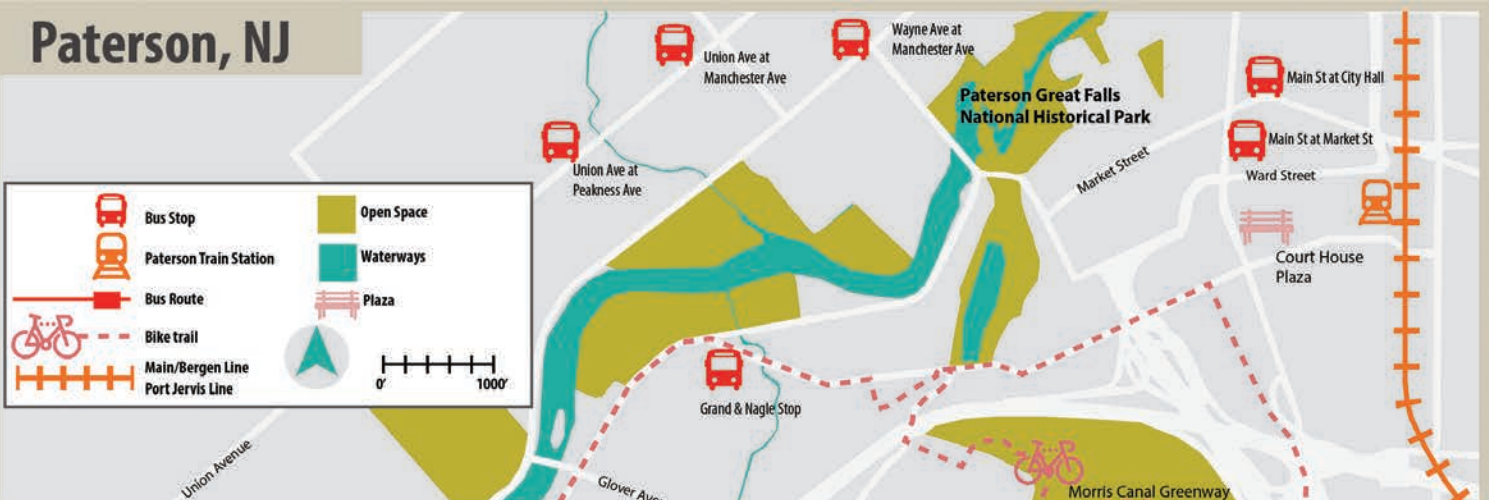 Paterson, NJ
Union Ave at
Manchester Ave
Wayne Ave at
Manchester Ave
Paterson Great Falls
National Historical Park
Main St at City Hall
Main St at Market St
Market Street
Ward Street
Union Ave at
Peakness Ave
Court House
Plaza
Bus Stop
Paterson Train Station
Bus Route
Bike trail
Main/Bergen Line
Port Jervis Line
Open Space
Waterways
Plaza
0'
1000'
Grand & Nagle Stop
Union Avenue
Glover Ave
Morris Canal Greenway